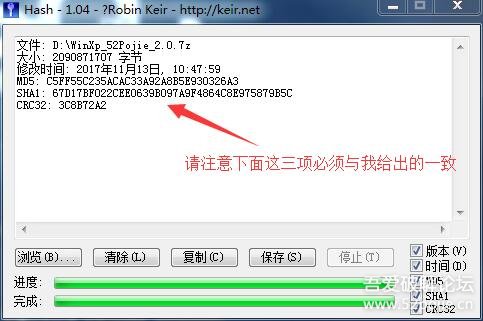 Hash - 1.04 - ?Robin Keir - http://keir.net
文件: D:\WinXp_52Pojie_2.0.7z
大小: 2090871707 字节
修改时间: 2017年11月13日, 10:47:59
MD5: C5FF55C235ACAC33A92A8B5E930326A3
SHA1: 67D17BF022CEE0639B097A9F4864C8E975879B5C
CRC32: 3C8B72A2
请注意下面这三项必须与我给出的一致
浏览(B)... 清除(L) 复制(C) 保存(S) 停止(T)
版本(V)
时间(D)
MD5
SHA1
CRC32
进度:
完成:
吾爱破解论坛